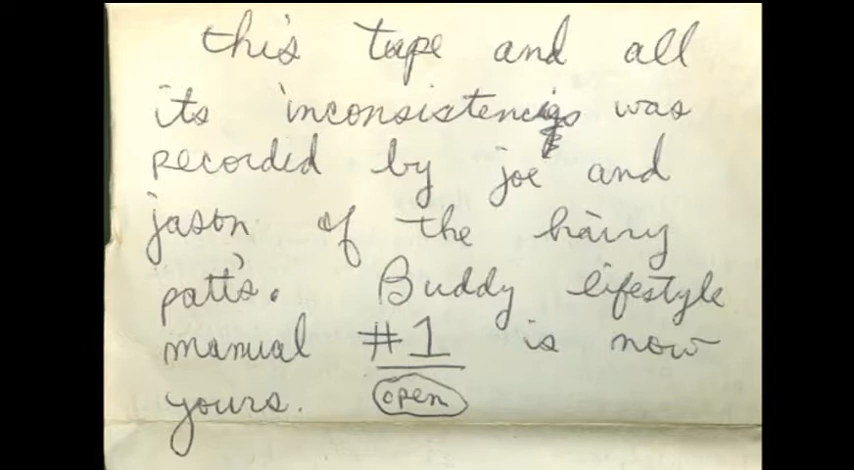 this tape and all
its inconsistencies was
recorded by joe and
jason of the hairy
patt's. Buddy lifestyle
manual #1 is now
yours. open